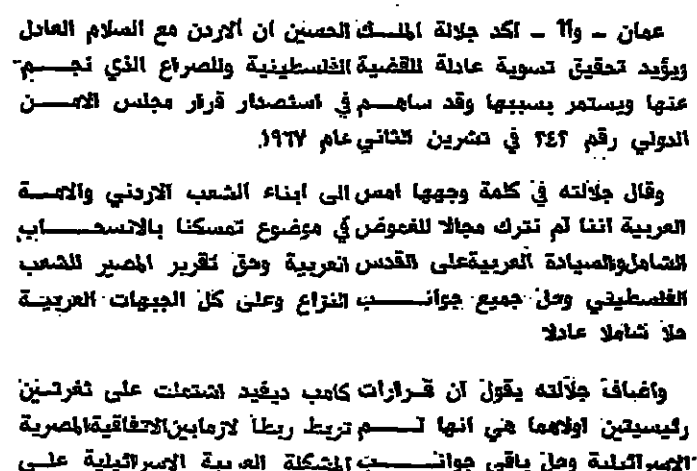 عمان – وا – اكد جلالة الملك الحسين ان الاردن مع السلام العادل
ويؤيد تحقيق تسوية عادلة للقضية الفلسطينية وللصراع الذي نجم
عنها ويستمر بسببها وقد ساهم في استصدار قرار مجلس الامن
الدولي رقم ٢٤٢ في تشرين الثاني عام ١٩٦٧.
وقال جلالته في كلمة وجهها امس الى ابناء الشعب الاردني والامة
العربية اننا لم نترك مجالا للغموض في موضوع تمسكنا بالانسحاب
الشامل والسيادة العربية على القدس العربية وحق تقرير المصير للشعب
الفلسطيني وحل جميع جوانب النزاع وعلى كل الجبهات العربية
حلا شاملا عادلا
واضاف جلالته يقول ان قرارات كامب ديفيد اشتملت على ثغرتين
رئيسيتين اولاهما هي انها لم تربط ربطا لازما بين الاتفاقية المصرية
الاسرائيلية وحل باقي جوانب المشكلة العربية الاسرائيلية على